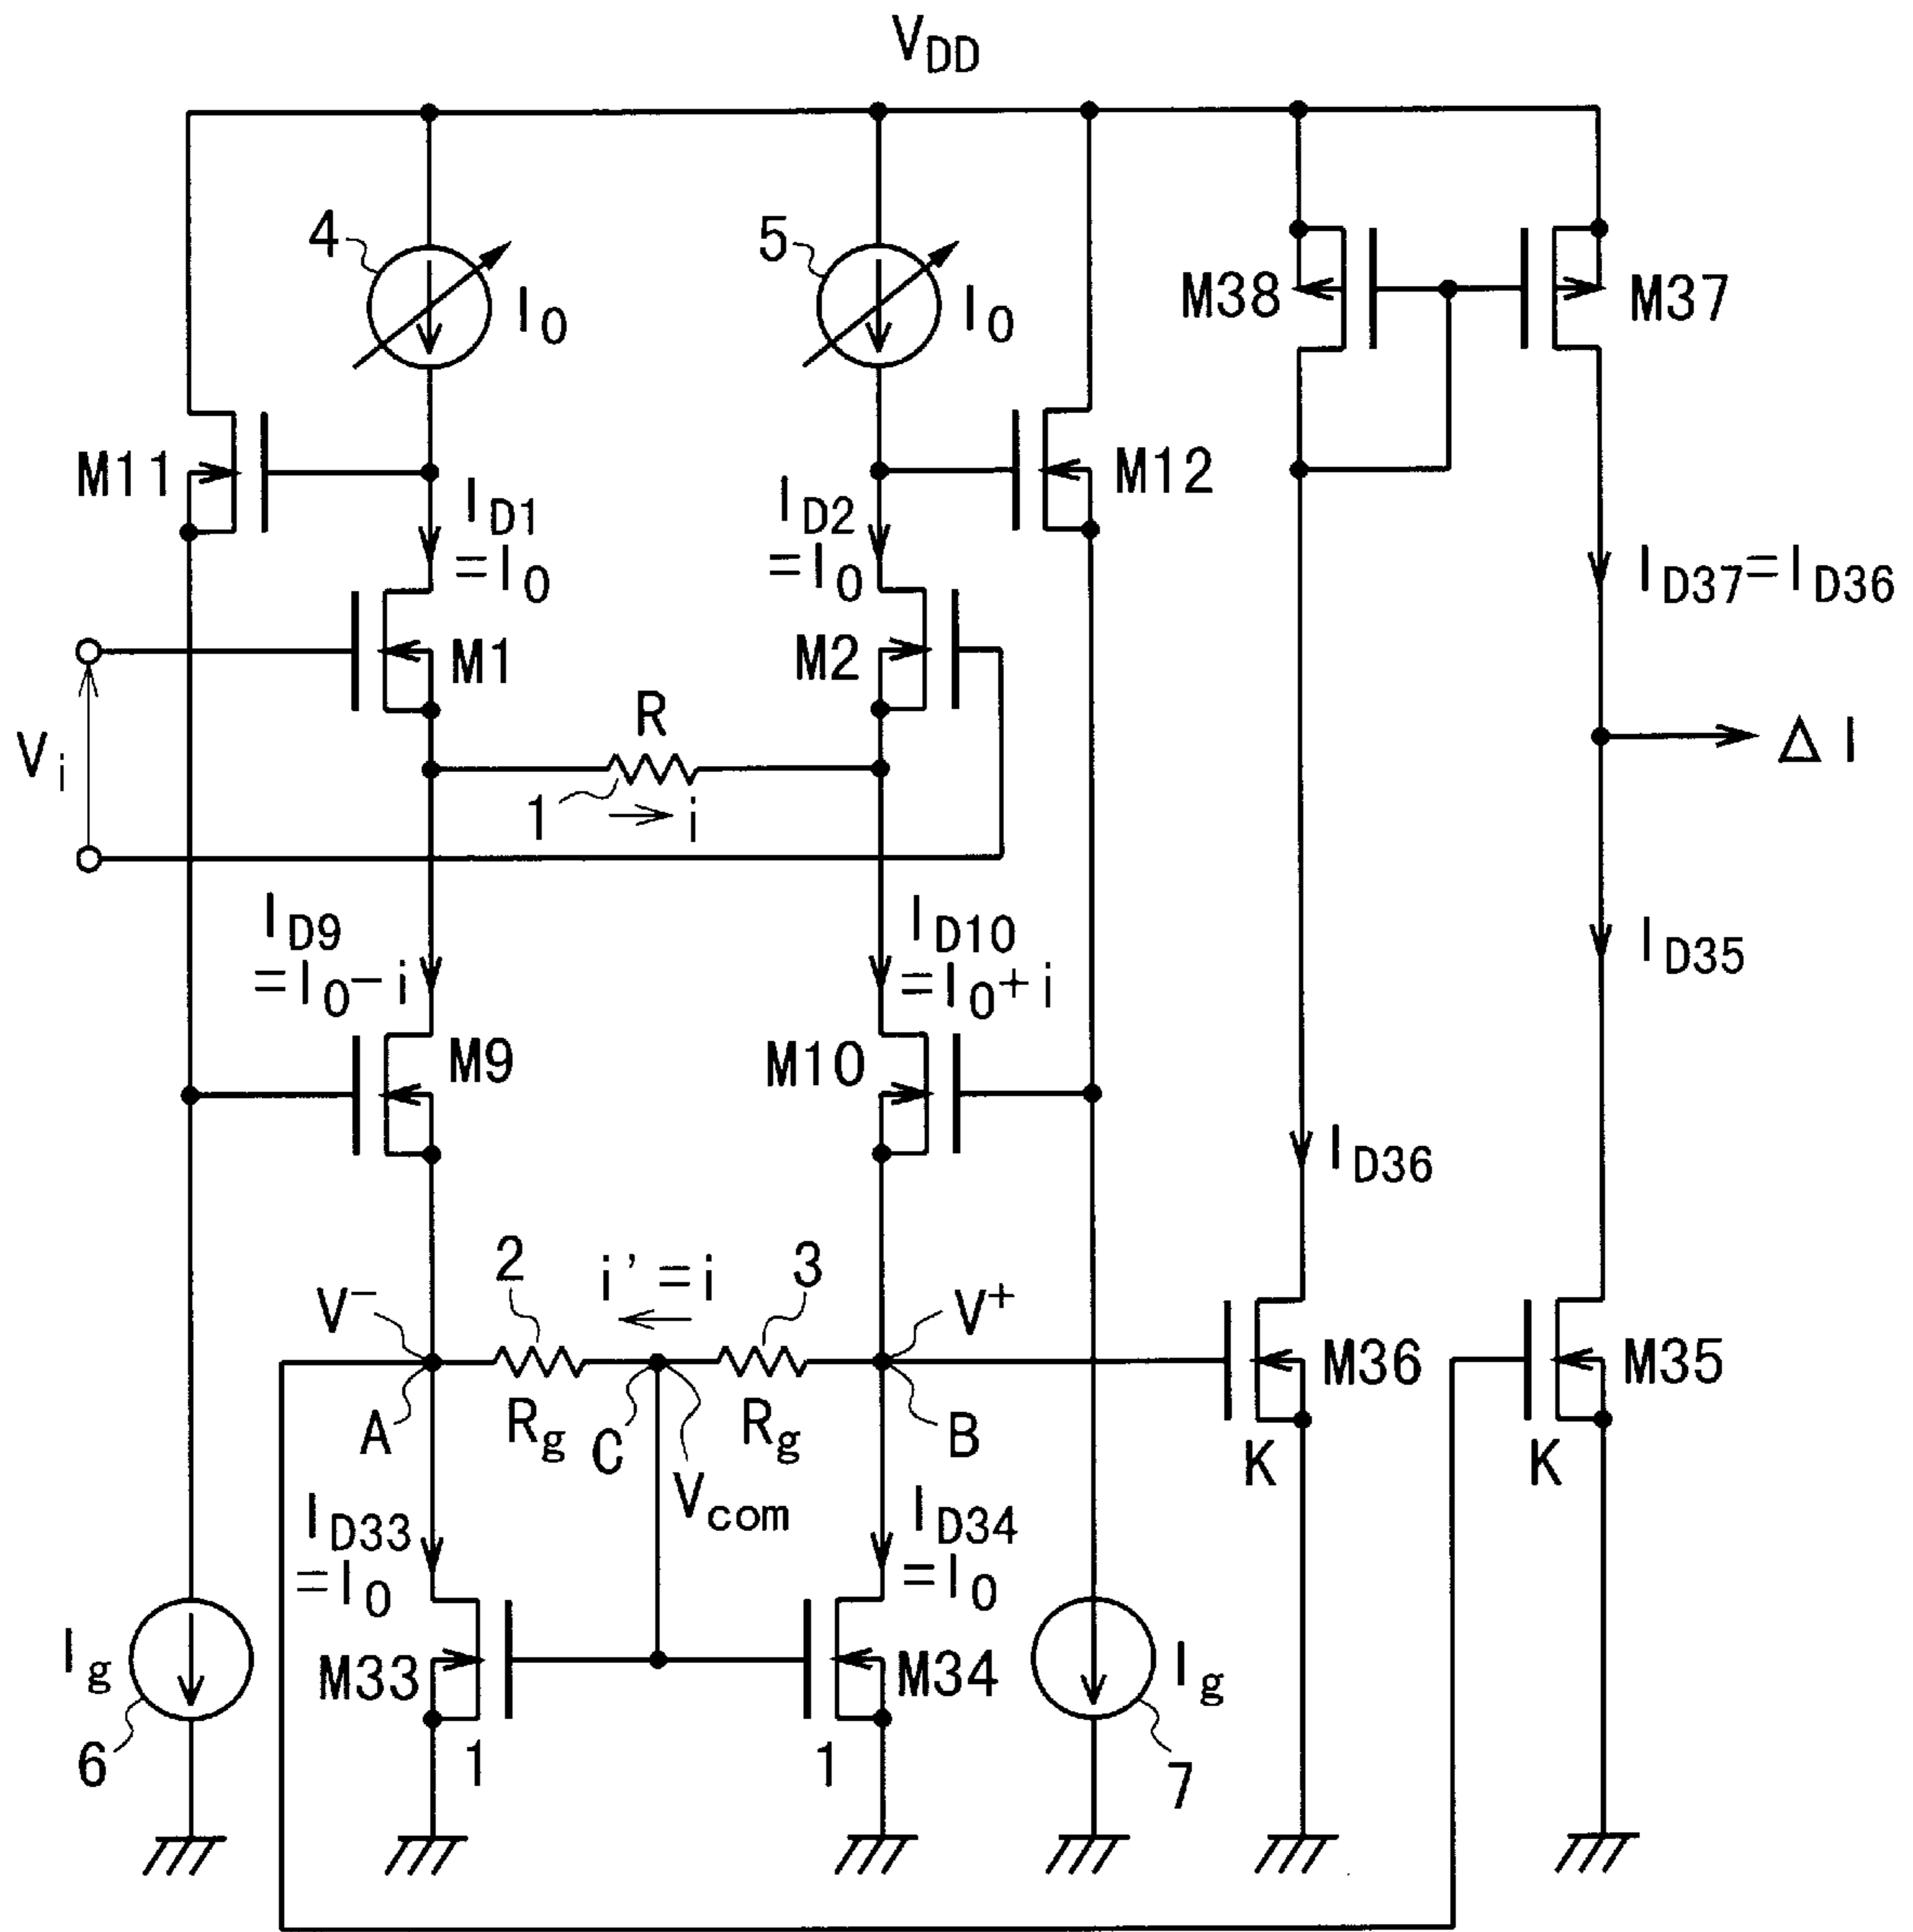 VDD
4
I0
5
I0
M38
M37
M11
ID1
=I0
ID2
=I0
M12
ID37=ID36
M1
M2
R
Vi
1
i
ΔI
ID9
=I0-i
ID10
=I0+i
ID35
M9
M10
ID36
2
i'=i
3
V-
V+
M36
M35
A
Rg
C
Rg
B
K
K
Vcom
ID33
=I0
ID34
=I0
Ig
M33
M34
Ig
6
1
1
7